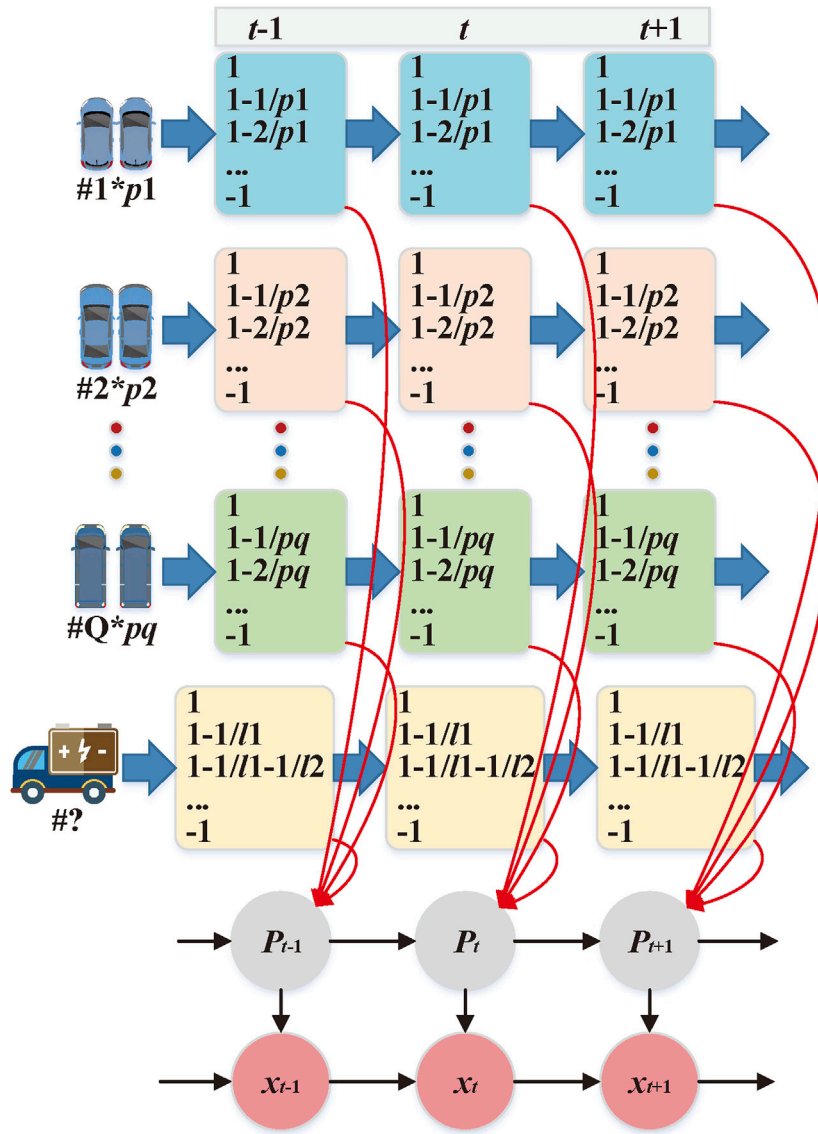 t-1 t t+1
1 1 1
1-1/p1 1-1/p1 1-1/p1
1-2/p1 1-2/p1 1-2/p1
... ... ...
-1 -1 -1
#1*p1
1 1 1
1-1/p2 1-1/p2 1-1/p2
1-2/p2 1-2/p2 1-2/p2
... ... ...
-1 -1 -1
#2*p2
1 1 1
1-1/pq 1-1/pq 1-1/pq
1-2/pq 1-2/pq 1-2/pq
... ... ...
-1 -1 -1
#Q*pq
1 1 1
1-1/l1 1-1/l1 1-1/l1
1-1/l1-1/l2 1-1/l1-1/l2 1-1/l1-1/l2
... ... ...
-1 -1 -1
+ -
#?
Pt-1 Pt Pt+1
xt-1 xt xt+1